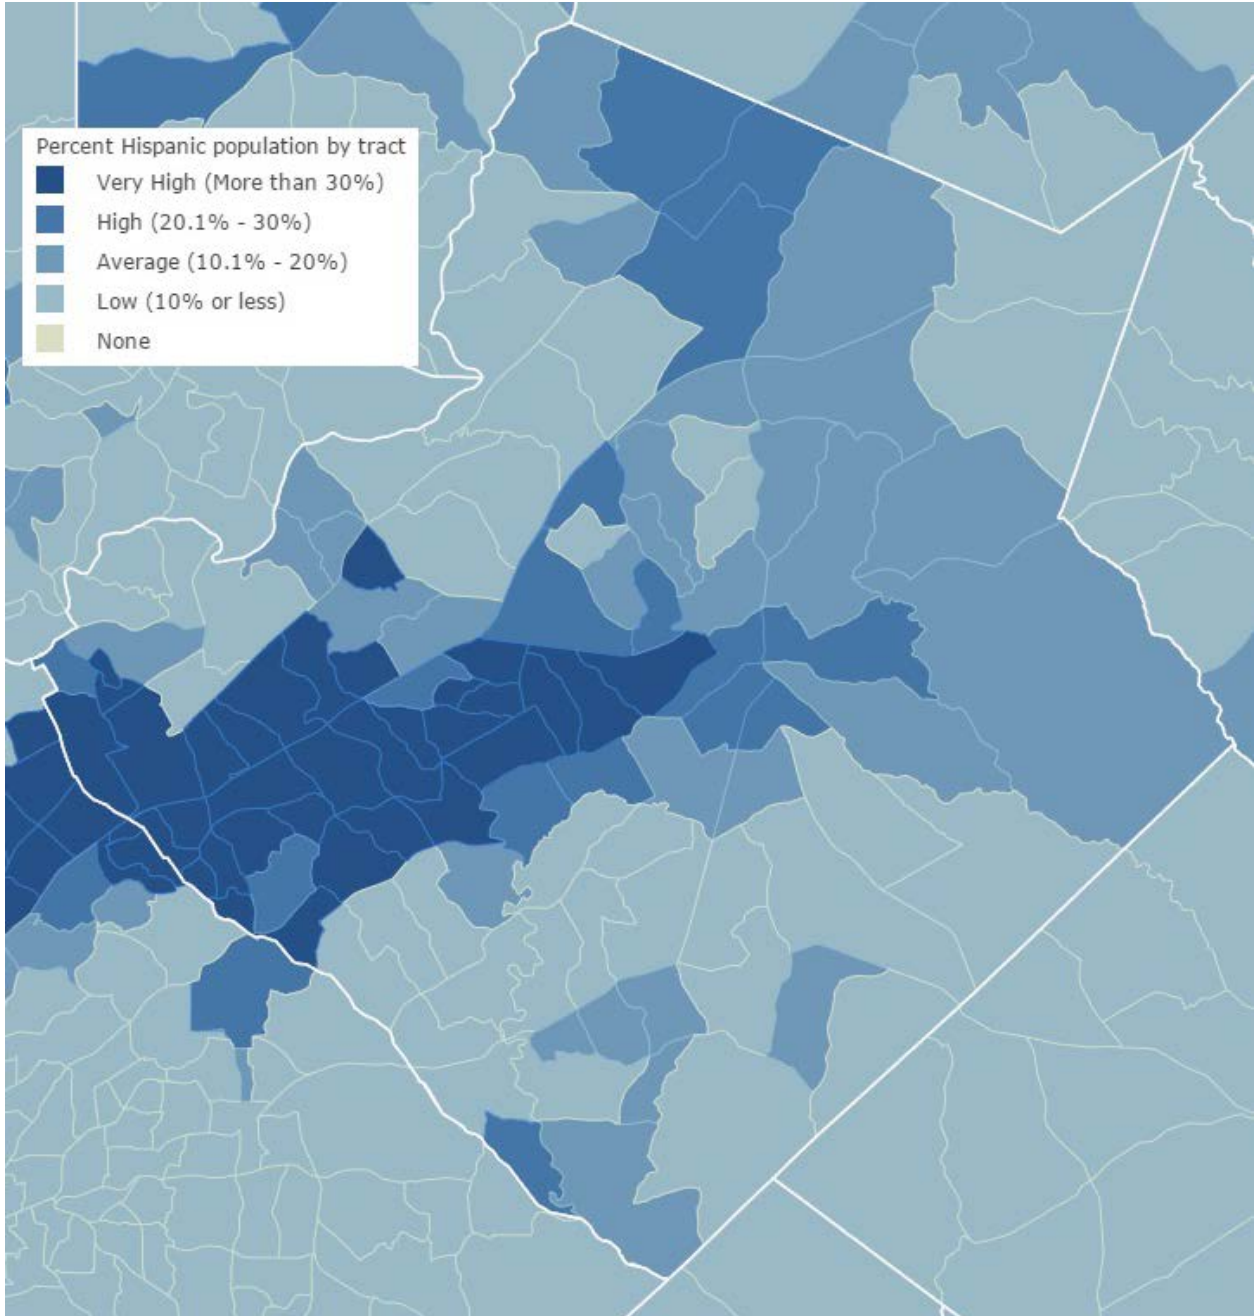 Percent Hispanic population by tract
Very High (More than 30%)
High (20.1% - 30%)
Average (10.1% - 20%)
Low (10% or less)
None